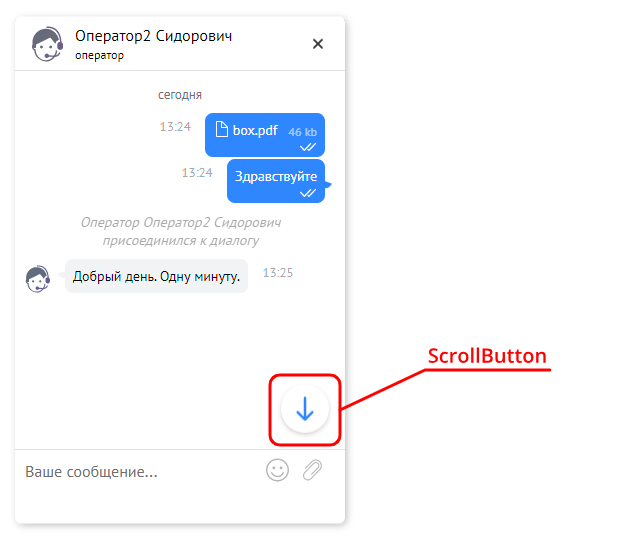 Оператор2 Сидорович
оператор
сегодня
13:24 box.pdf 46 kb
13:24 Здравствуйте
Оператор Оператор2 Сидорович
присоединился к диалогу
Добрый день. Одну минуту. 13:25
ScrollButton
Ваше сообщение...